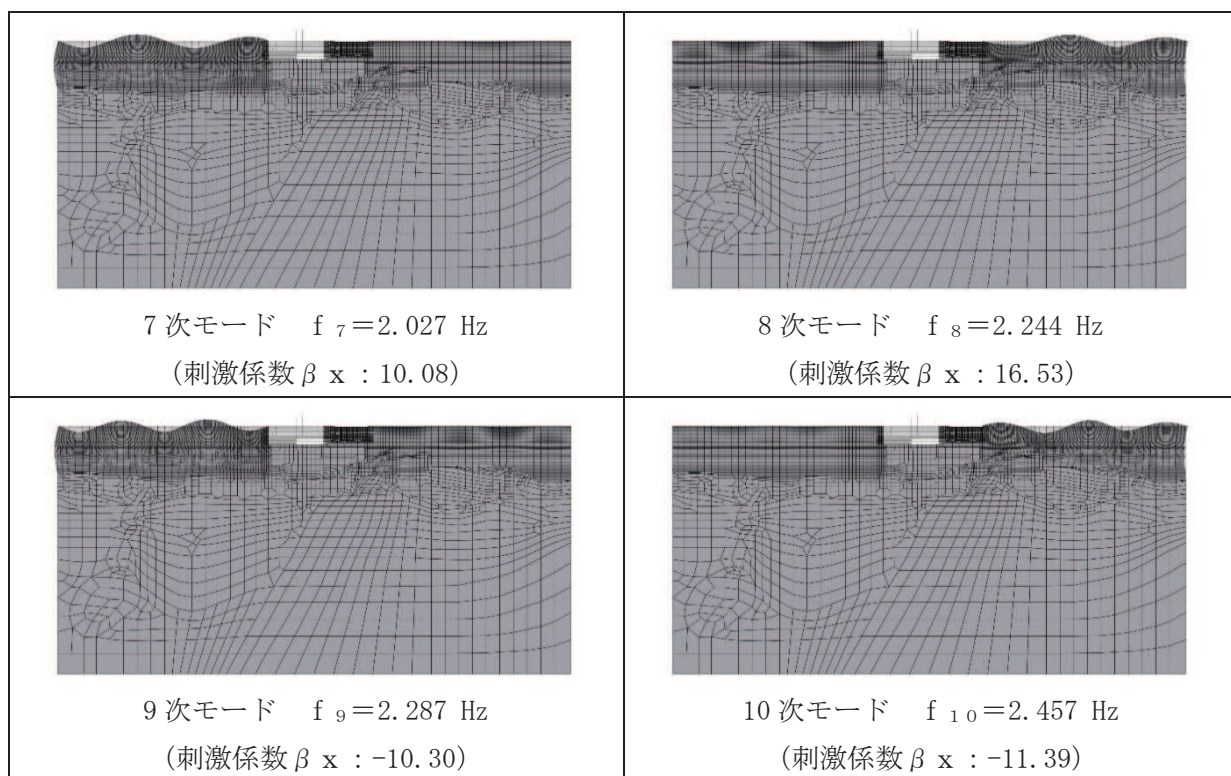 7 次モード f ₇=2.027 Hz
(刺激係数β x : 10.08)
8 次モード f ₈=2.244 Hz
(刺激係数β x : 16.53)
9 次モード f ₉=2.287 Hz
(刺激係数β x : -10.30)
10 次モード f ₁₀=2.457 Hz
(刺激係数β x : -11.39)